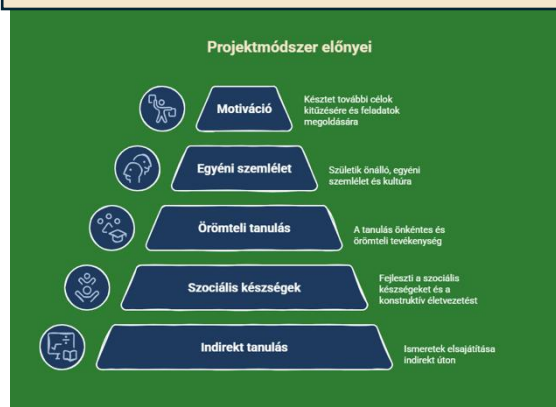 Projektmódszer előnyei
Motiváció
Késztet további célok
kitűzésére és feladatok
megoldására
Egyéni szemlélet
Születik önálló, egyéni
szemlélet és kultúra
Örömteli tanulás
A tanulás önkéntes és
örömteli tevékenység
Szociális készségek
Fejleszti a szociális
készségeket és a
konstruktív életvezetést
Indirekt tanulás
Ismeretek elsajátítása
indirekt úton